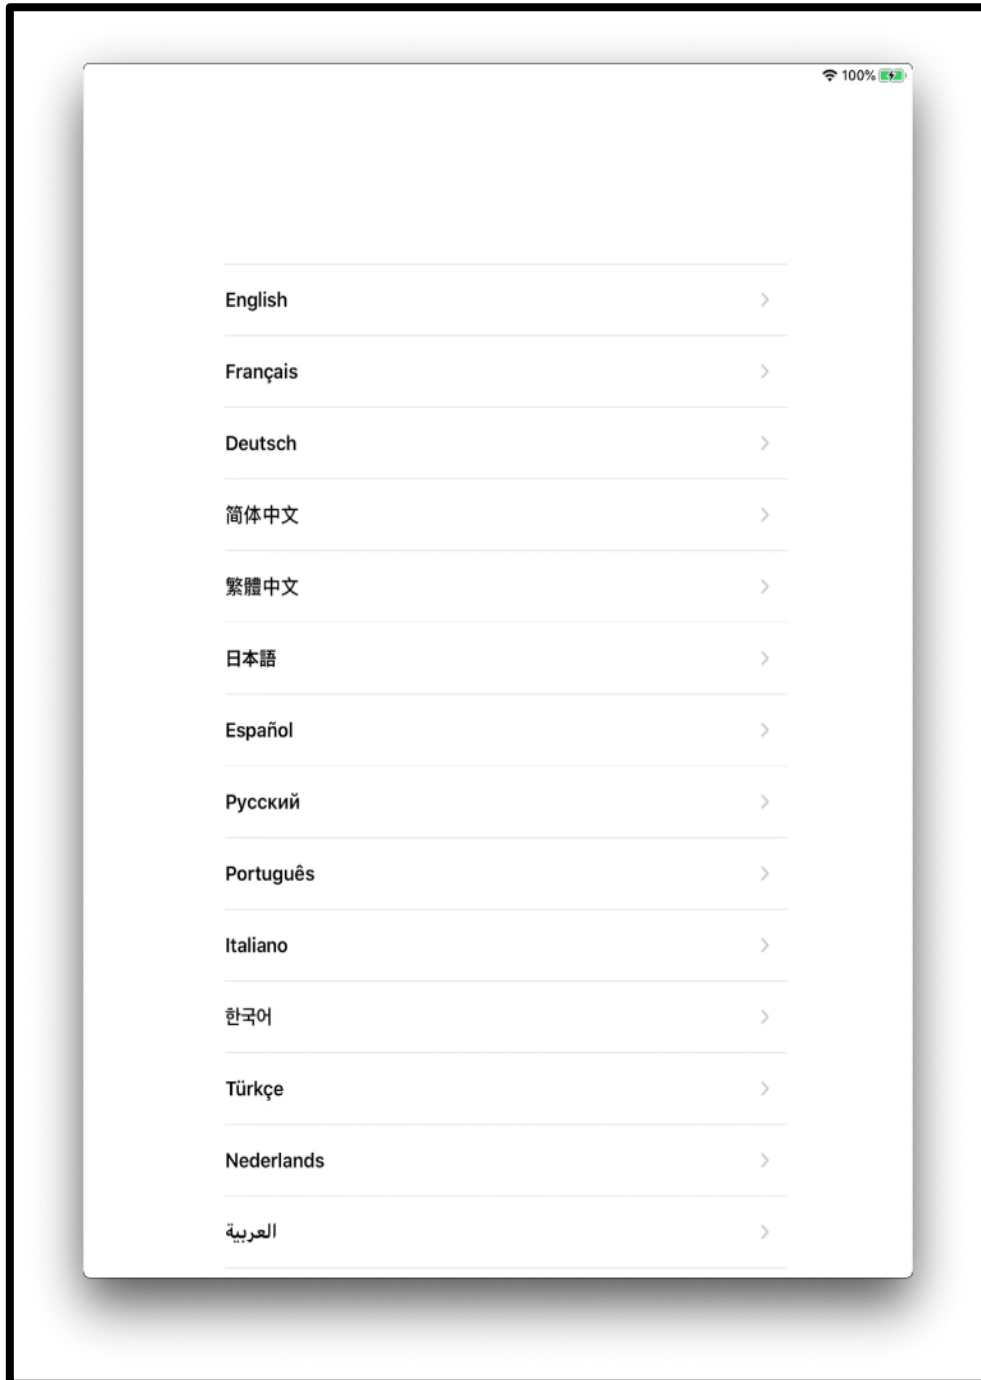 100%
English
Français
Deutsch
简体中文
繁體中文
日本語
Español
Русский
Português
Italiano
한국어
Türkçe
Nederlands
العربية